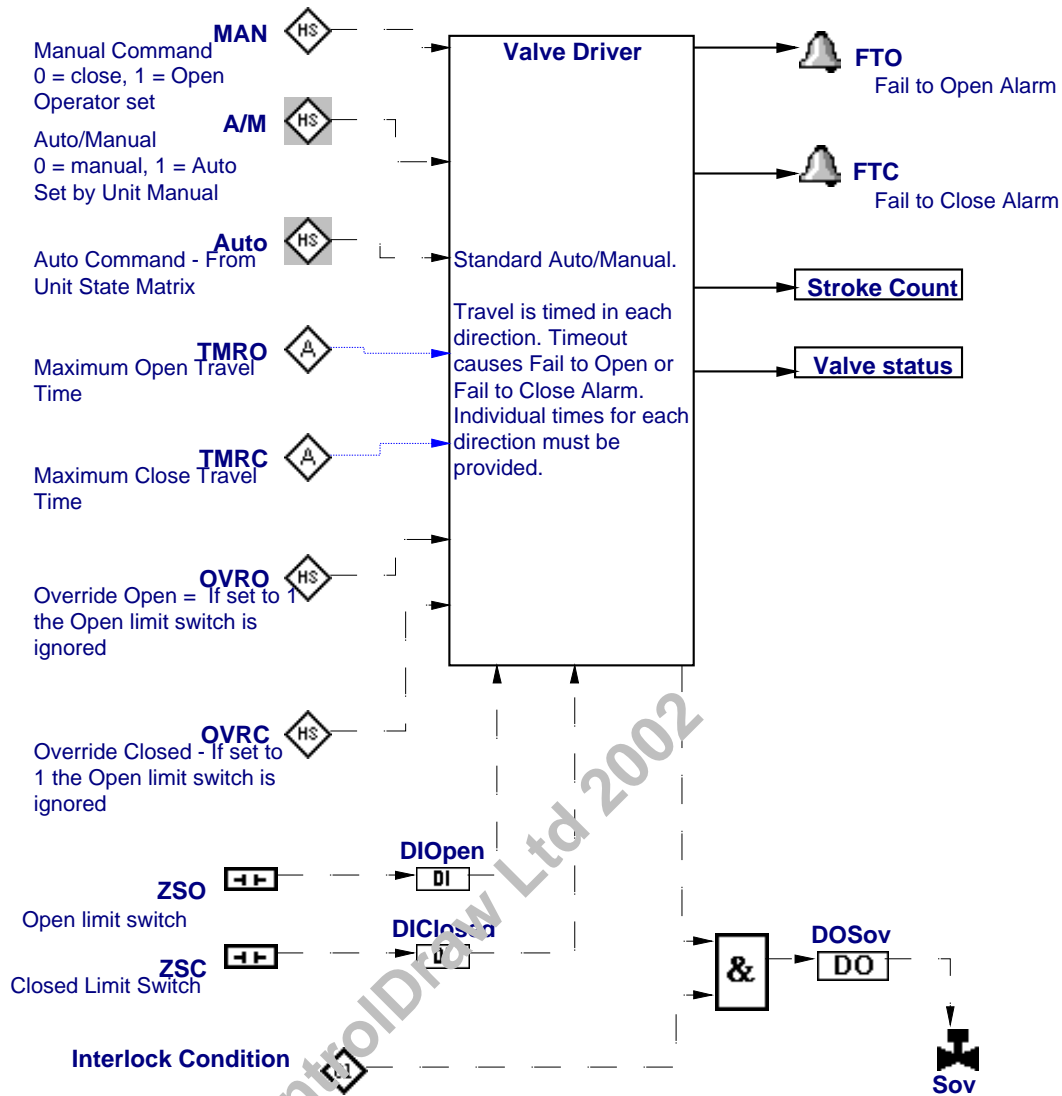 MAN
HS
Manual Command
0 = close, 1 = Open
Operator set
A/M
HS
Auto/Manual
0 = manual, 1 = Auto
Set by Unit Manual
Auto
HS
Auto Command - From
Unit State Matrix
TMRO
A
Maximum Open Travel
Time
TMRC
A
Maximum Close Travel
Time
OVRO
HS
Override Open = If set to 1
the Open limit switch is
ignored
OVRC
HS
Override Closed - If set to
1 the Open limit switch is
ignored
Valve Driver
Standard Auto/Manual.
Travel is timed in each
direction. Timeout
causes Fail to Open or
Fail to Close Alarm.
Individual times for each
direction must be
provided.
FTO
Fail to Open Alarm
FTC
Fail to Close Alarm
Stroke Count
Valve status
ZSO
Open limit switch
DIOpen
DI
ZSC
Closed Limit Switch
DIClosed
&
DOSov
DO
Sov
Interlock Condition
Draw Ltd 2002